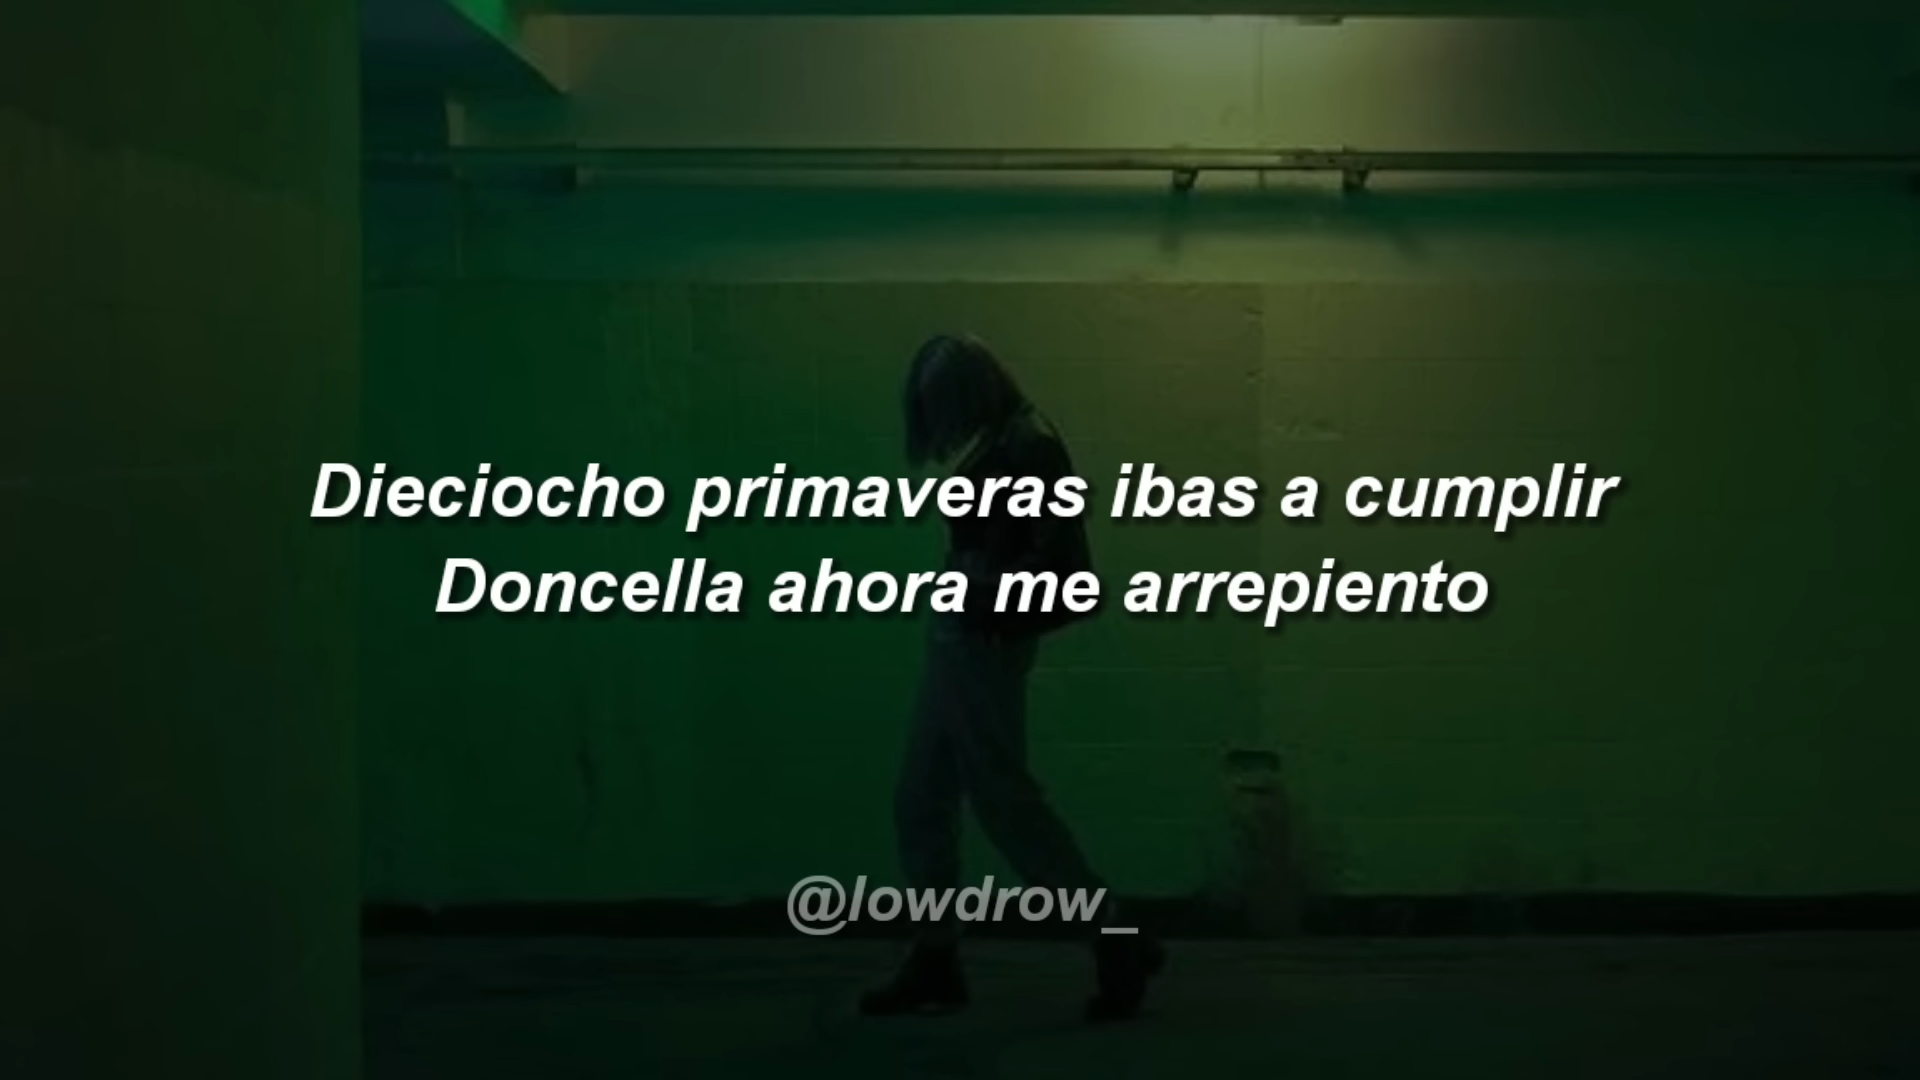 Dieciocho primaveras ibas a cumplir
Doncella ahora me arrepiento
@lowdrow_